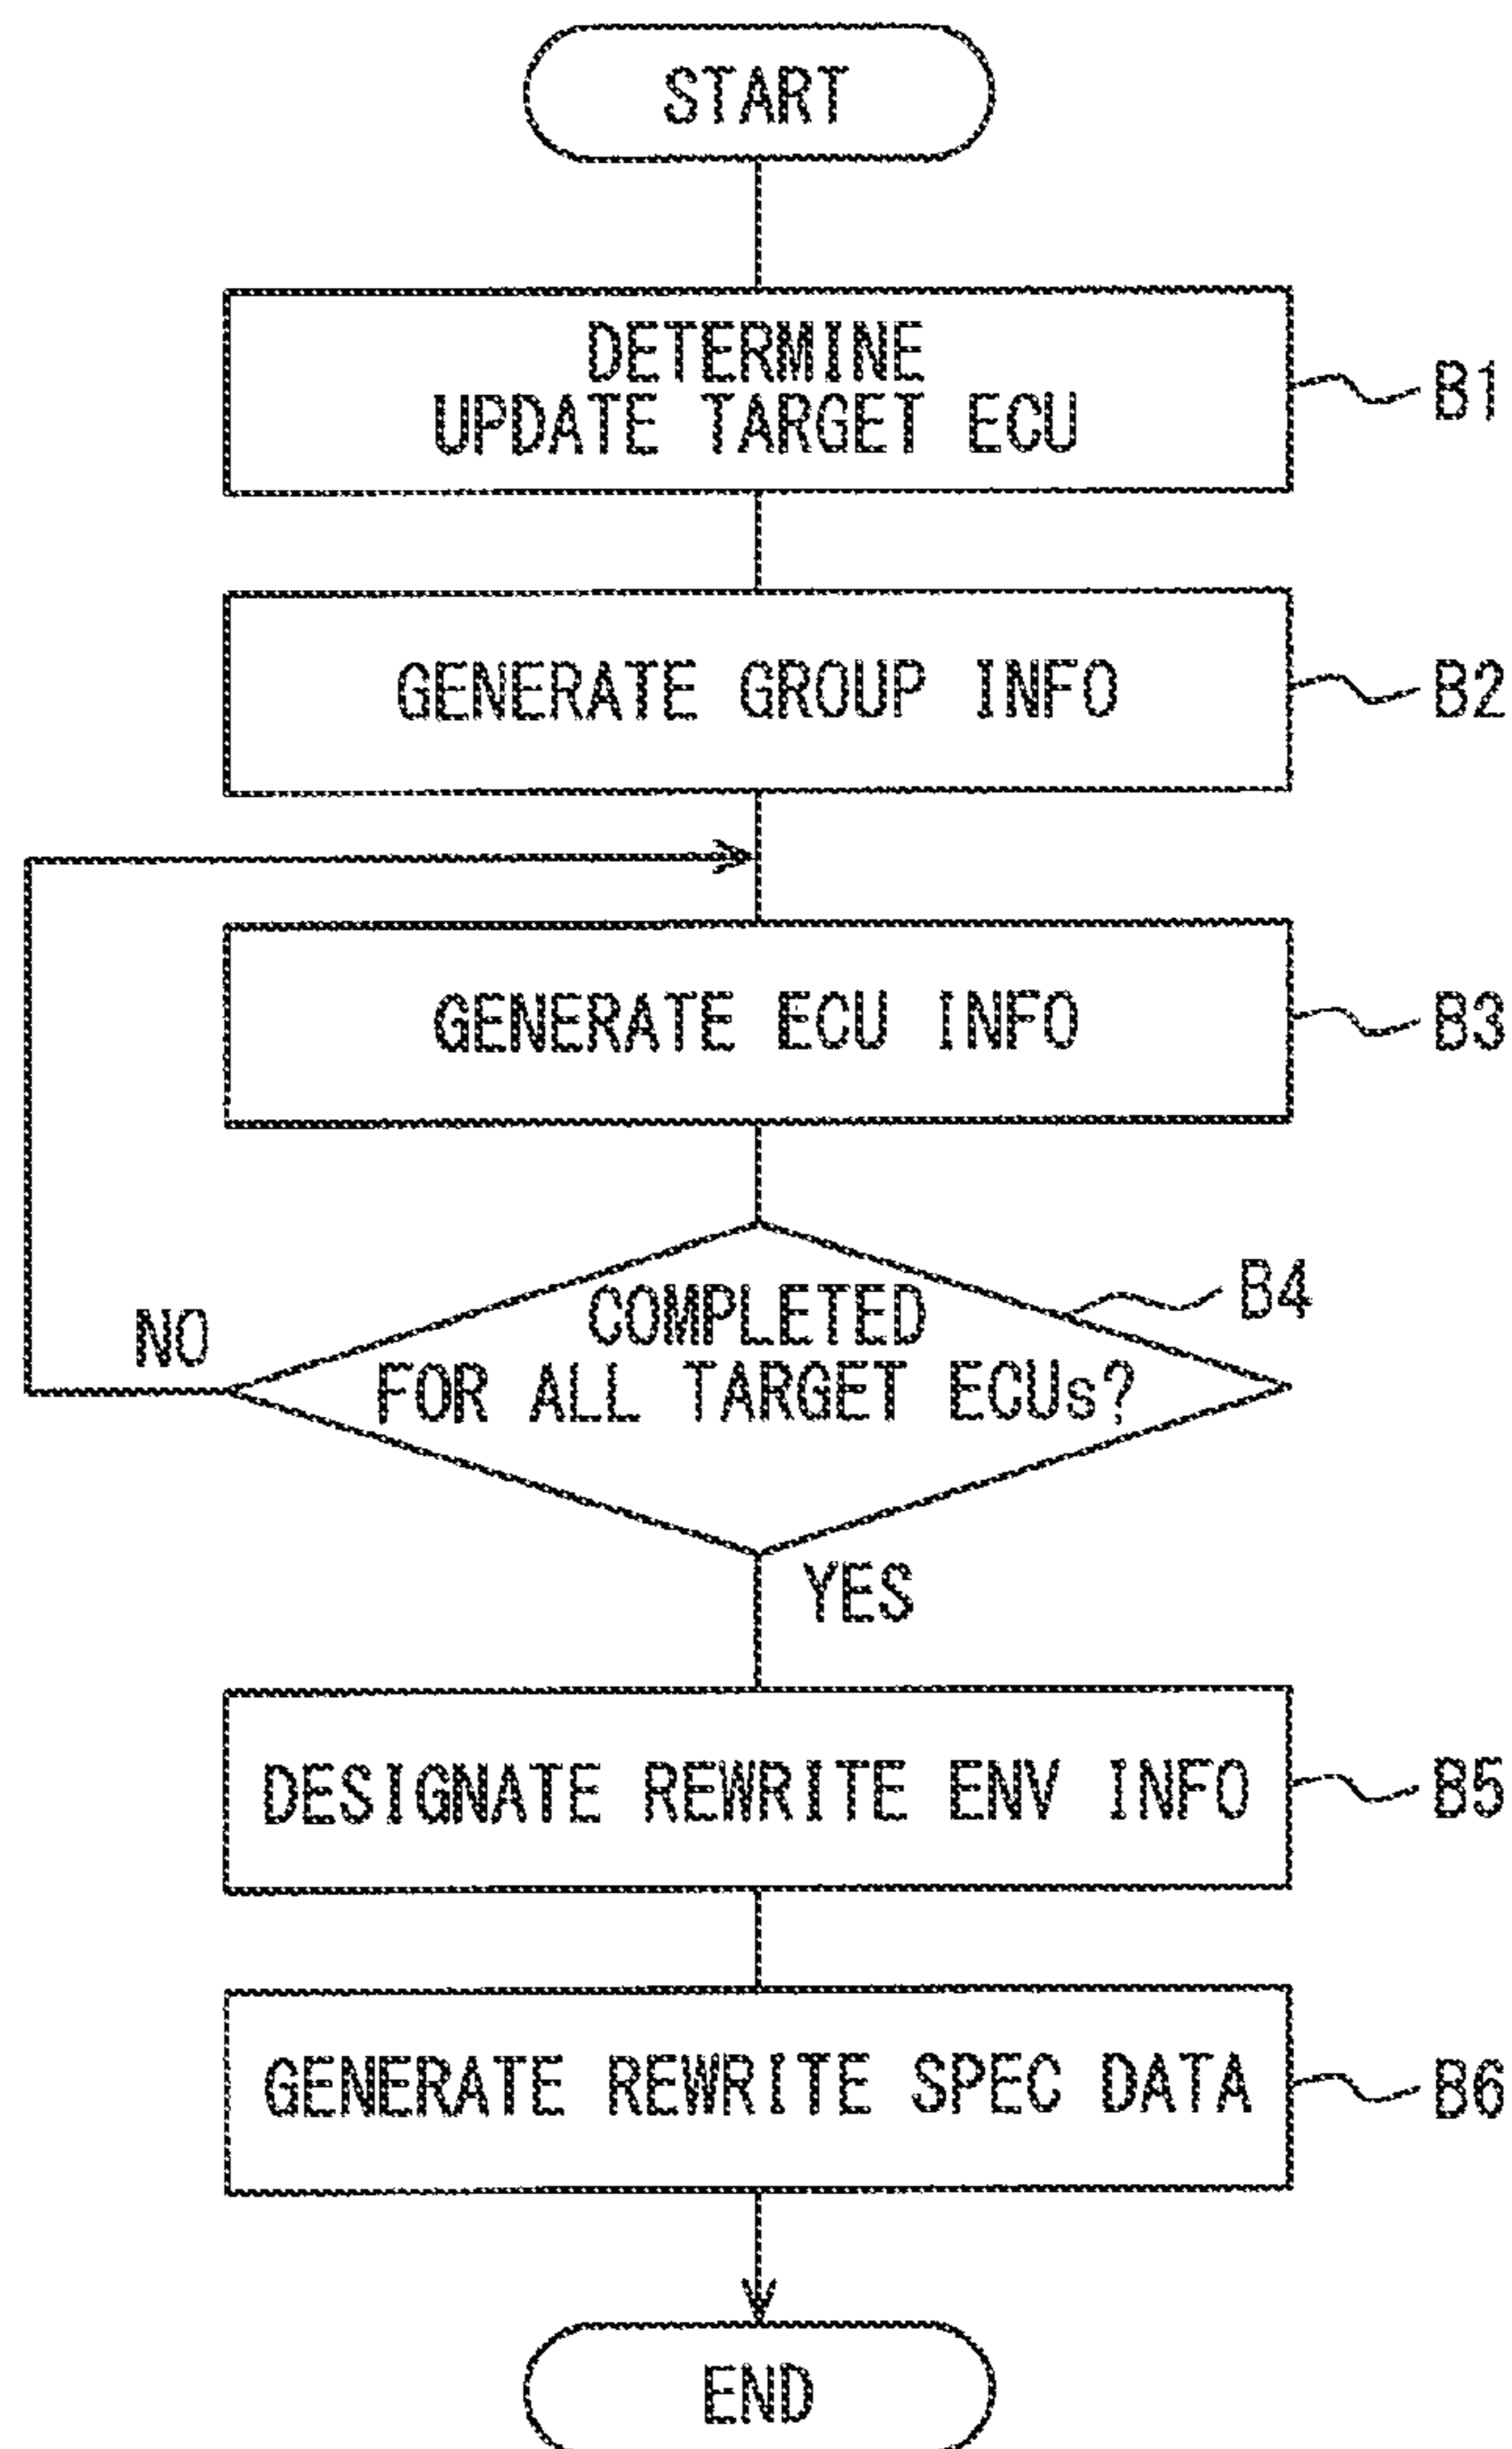 START
DETERMINE
UPDATE TARGET ECU
B1
GENERATE GROUP INFO
B2
GENERATE ECU INFO
B3
COMPLETED
FOR ALL TARGET ECUs?
B4
NO
YES
DESIGNATE REWRITE ENV INFO
B5
GENERATE REWRITE SPEC DATA
B6
END